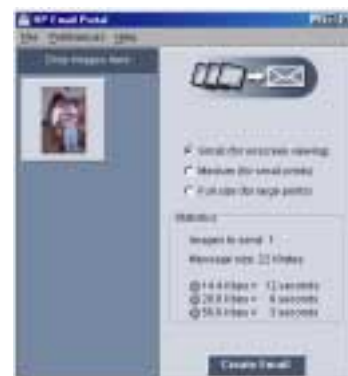 HP Email Portal
File Preferences Help
Drop images here
Small (for onscreen viewing)
Medium (for small prints)
Full size (for large prints)
Statistics
Images to send: 1
Message size: 22 Kbytes
@14.4 Kbps = 12 seconds
@28.8 Kbps = 6 seconds
@56.6 Kbps = 3 seconds
Create Email